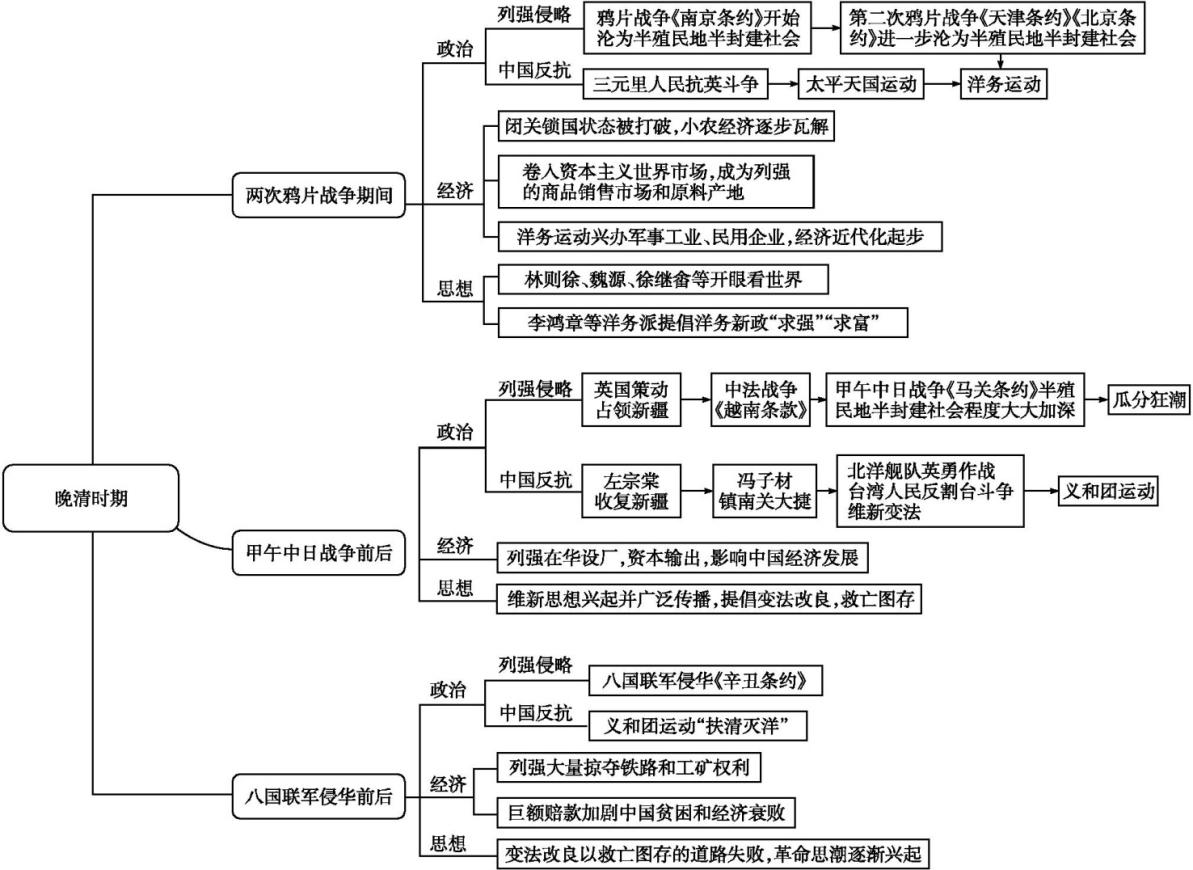 晚清时期
两次鸦片战争期间
政治
列强侵略
鸦片战争《南京条约》开始
沦为半殖民地半封建社会
第二次鸦片战争《天津条约》《北京条
约》进一步沦为半殖民地半封建社会
中国反抗
三元里人民抗英斗争
太平天国运动
洋务运动
经济
闭关锁国状态被打破,小农经济逐步瓦解
卷入资本主义世界市场,成为列强
的商品销售市场和原料产地
洋务运动兴办军事工业、民用企业,经济近代化起步
思想
林则徐、魏源、徐继畬等开眼看世界
李鸿章等洋务派提倡洋务新政“求强”“求富”
甲午中日战争前后
政治
列强侵略
英国策动
占领新疆
中法战争
《越南条款》
甲午中日战争《马关条约》半殖
民地半封建社会程度大大加深
瓜分狂潮
中国反抗
左宗棠
收复新疆
冯子材
镇南关大捷
北洋舰队英勇作战
台湾人民反割台斗争
维新变法
义和团运动
经济
列强在华设厂,资本输出,影响中国经济发展
思想
维新思想兴起并广泛传播,提倡变法改良,救亡图存
八国联军侵华前后
政治
列强侵略
八国联军侵华《辛丑条约》
中国反抗
义和团运动“扶清灭洋”
经济
列强大量掠夺铁路和工矿权利
巨额赔款加剧中国贫困和经济衰败
思想
变法改良以救亡图存的道路失败,革命思潮逐渐兴起